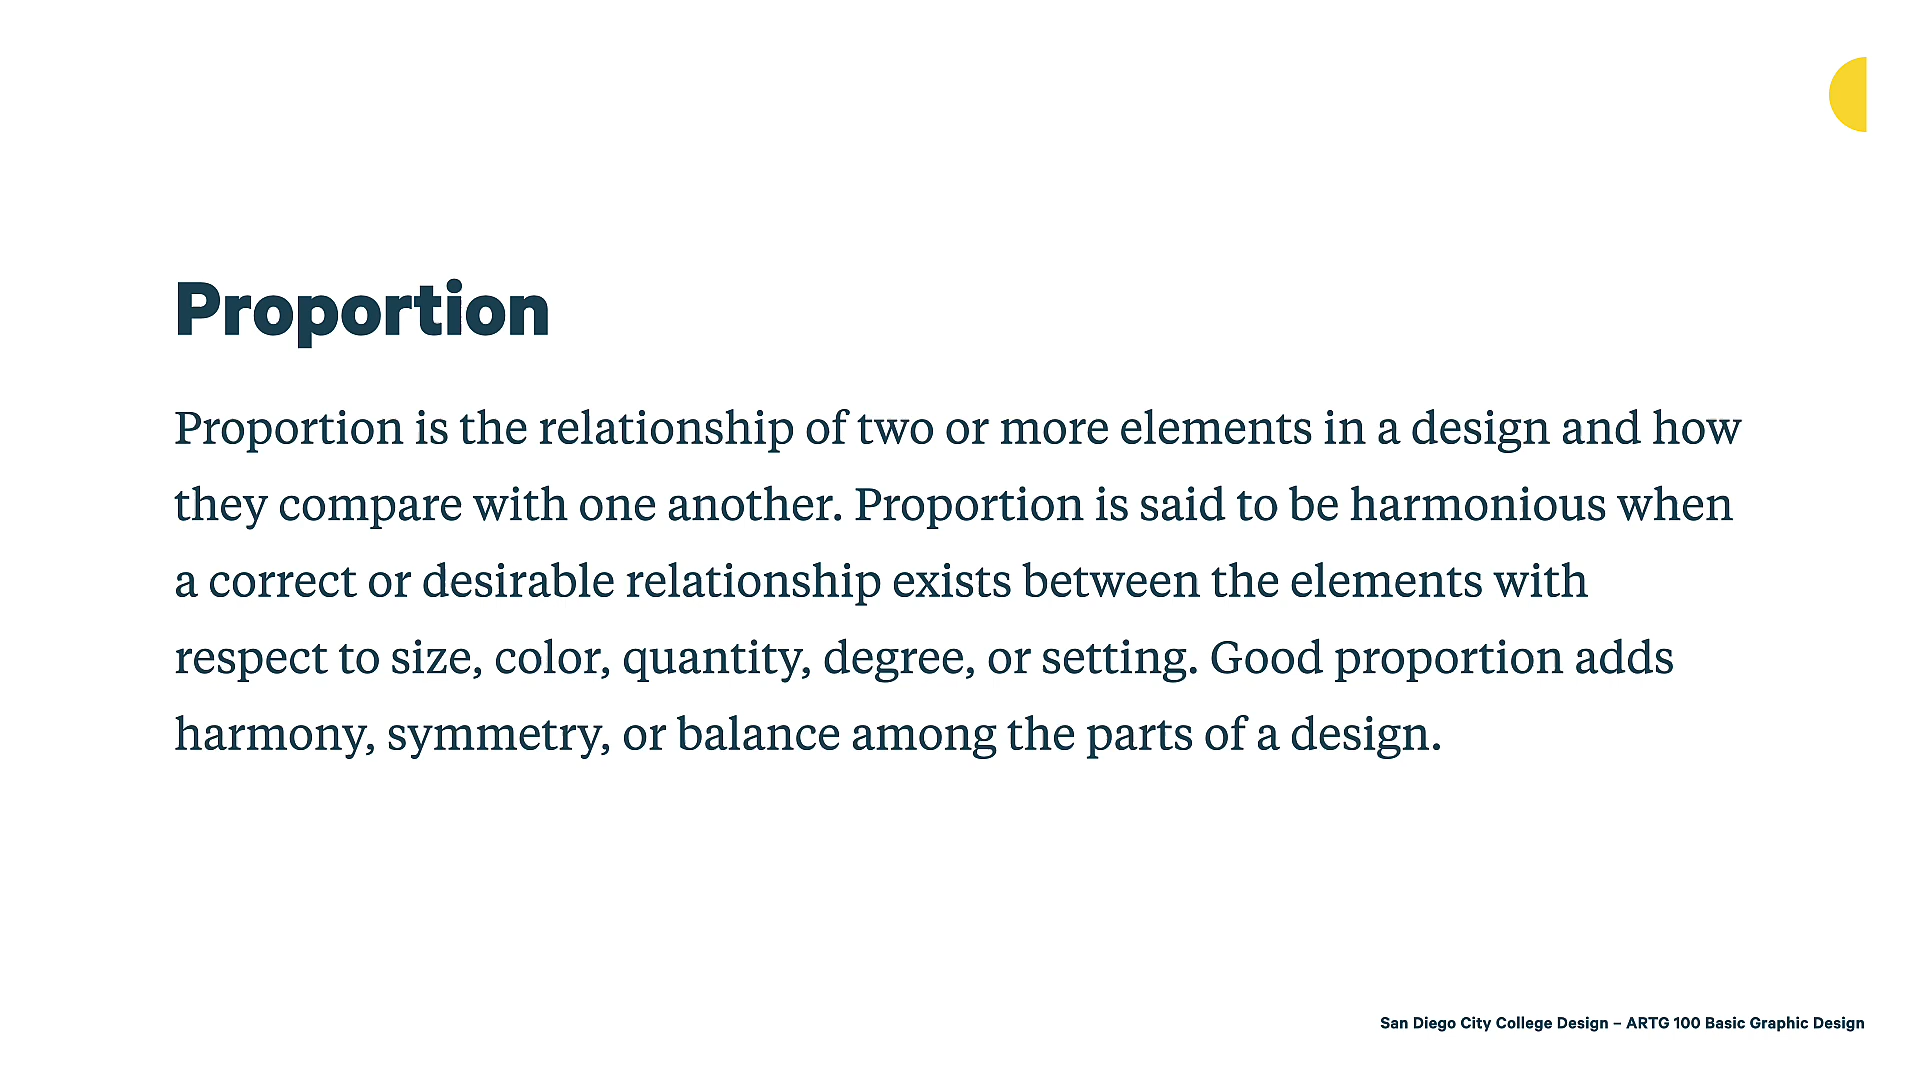 Proportion
Proportion is the relationship of two or more elements in a design and how
they compare with one another. Proportion is said to be harmonious when
a correct or desirable relationship exists between the elements with
respect to size, color, quantity, degree, or setting. Good proportion adds
harmony, symmetry, or balance among the parts of a design.
San Diego City College Design – ARTG 100 Basic Graphic Design